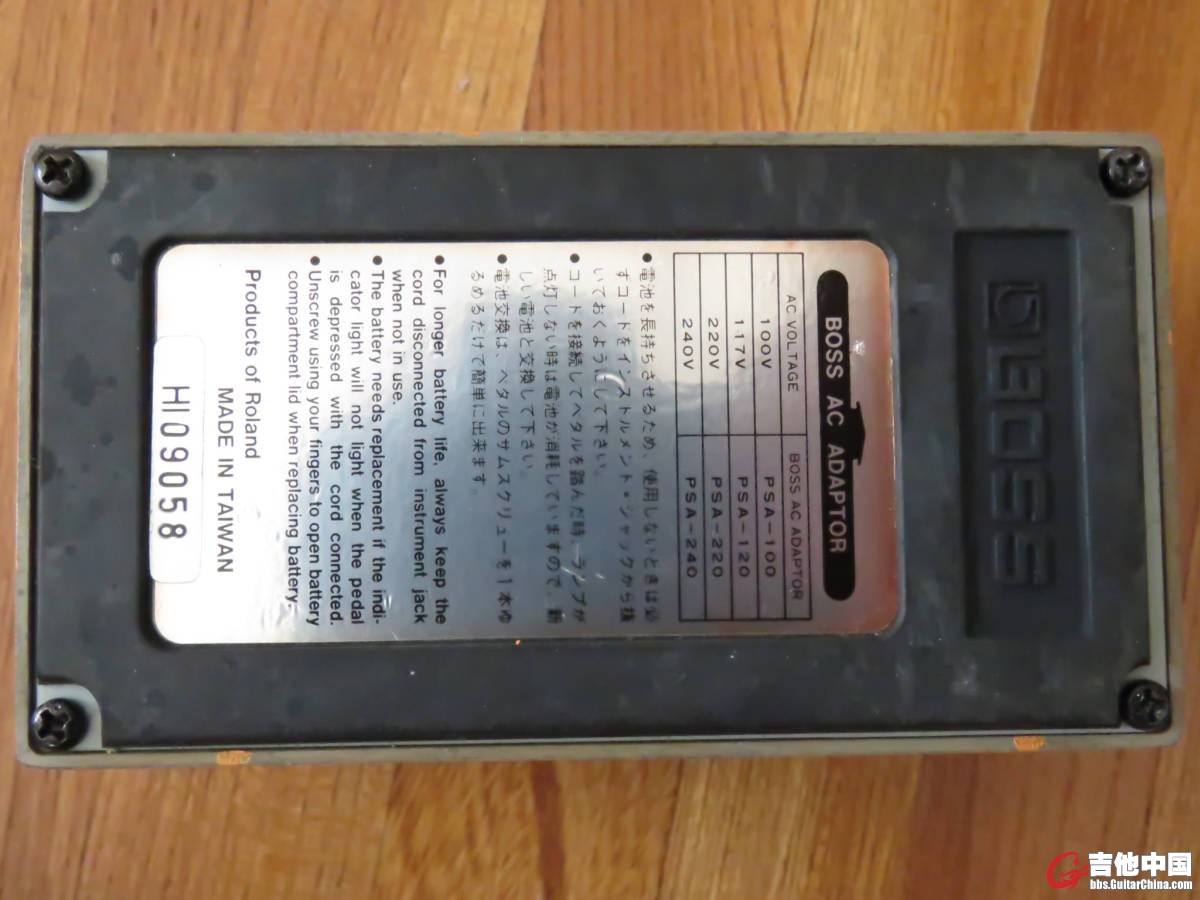 BOSS
BOSS AC ADAPTOR
AC VOLTAGE BOSS AC ADAPTOR
100V PSA-100
117V PSA-120
220V PSA-220
240V PSA-240
●電池を長持ちさせるため、使用しないときは必
ずコードをインストルメント・ジャックから抜
いておくようにして下さい。
●コードを接続してペタルを踏んだ時、ランプが
点灯しない時は電池が消耗していますので、新
しい電池と交換して下さい。
●電池交換は、ペタルのサムスクリューを1本ゆ
るめるだけで簡単に出来ます。
●For longer battery life, always keep the
cord disconnected from instrument jack
when not in use.
●The battery needs replacement if the indi-
cator light will not light when the pedal
is depressed with the cord connected.
●Unscrew using your fingers to open battery
compartment lid when replacing battery.
Products of Roland
MADE IN TAIWAN
HI09058
吉他中国
bbs.GuitarChina.com